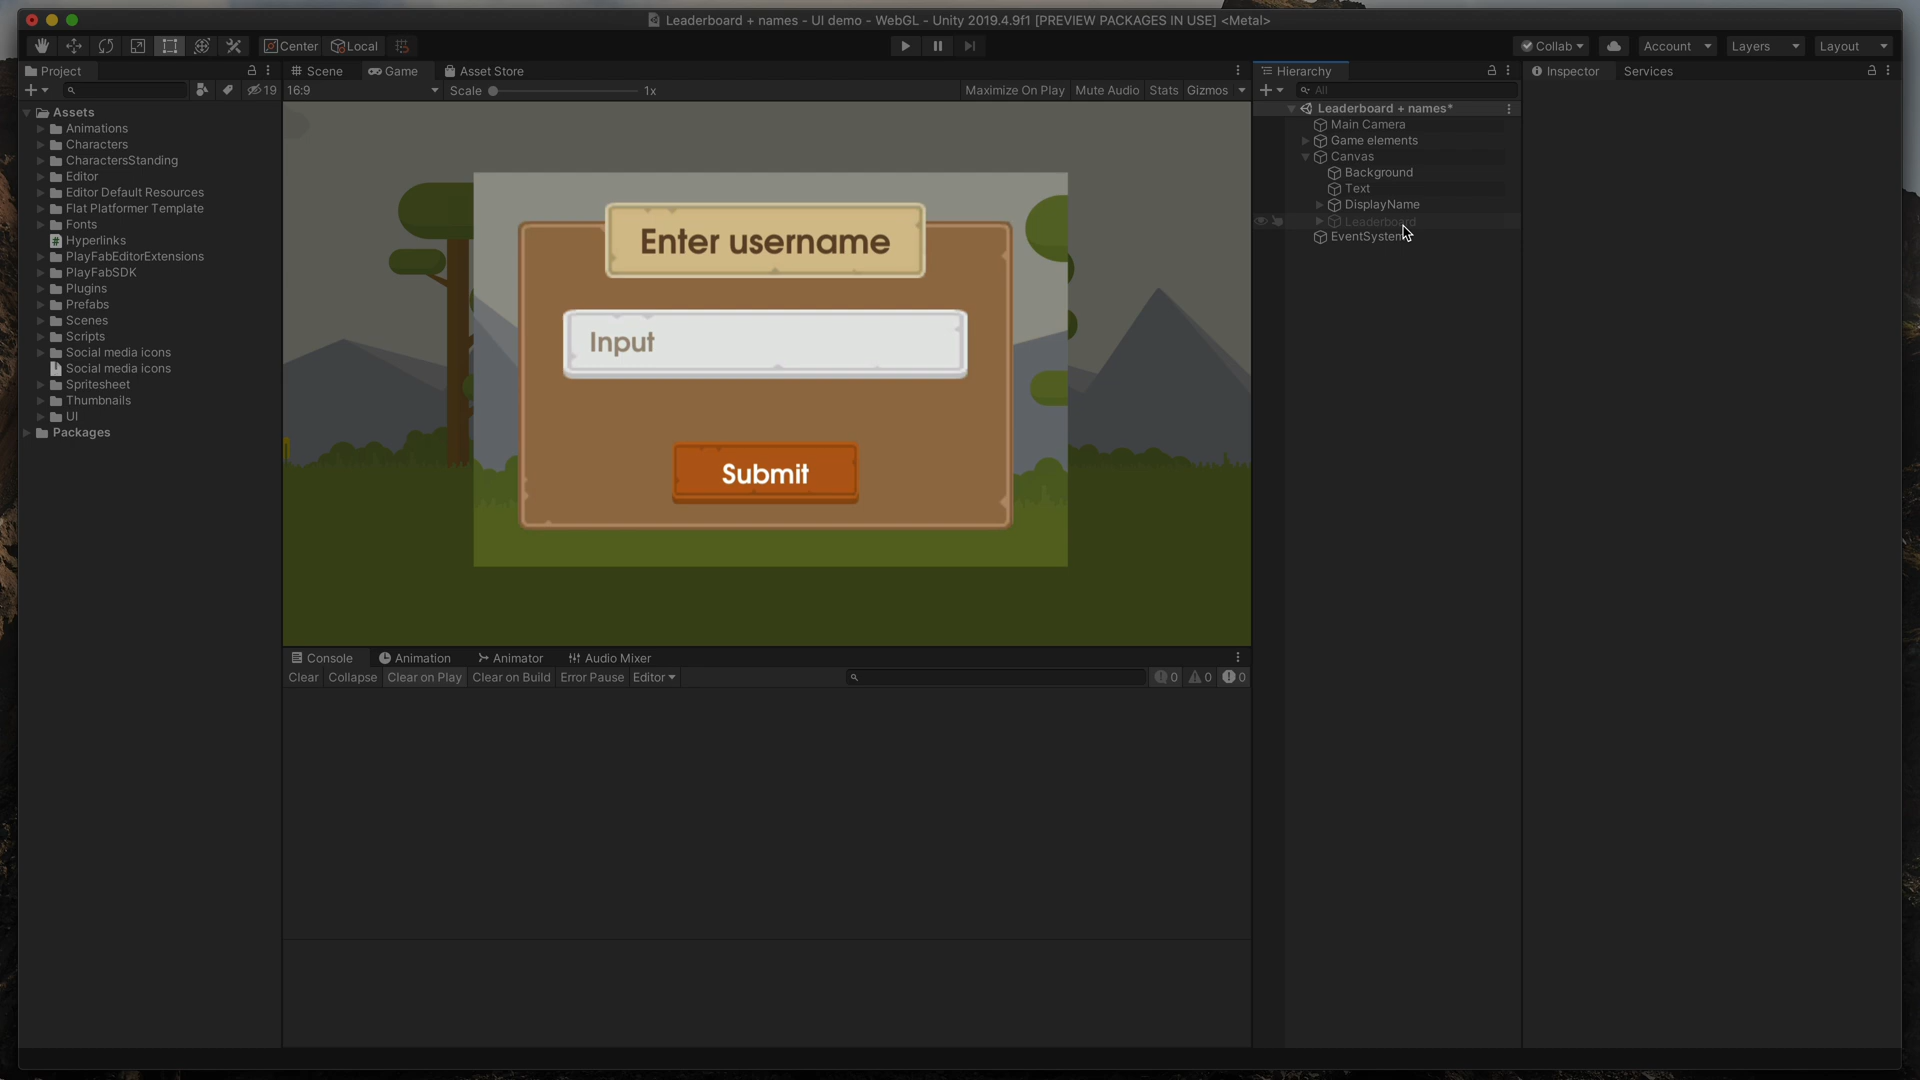 Leaderboard + names - UI demo - WebGL - Unity 2019.4.9f1 [PREVIEW PACKAGES IN USE] <Metal>
Center
Local
Collab
Account
Layers
Layout
Project
Scene
Game
Asset Store
Hierarchy
Inspector
Services
19
16:9
Scale
1x
Maximize On Play
Mute Audio
Stats
Gizmos
All
Assets
Animations
Characters
CharactersStanding
Editor
Editor Default Resources
Flat Platformer Template
Fonts
Hyperlinks
PlayFabEditorExtensions
PlayFabSDK
Plugins
Prefabs
Scenes
Scripts
Social media icons
Social media icons
Spritesheet
Thumbnails
UI
Packages
Enter username
Input
Submit
Leaderboard + names*
Main Camera
Game elements
Canvas
Background
Text
DisplayName
Leaderboard
EventSystem
Console
Animation
Animator
Audio Mixer
Clear
Collapse
Clear on Play
Clear on Build
Error Pause
Editor
0
0
0